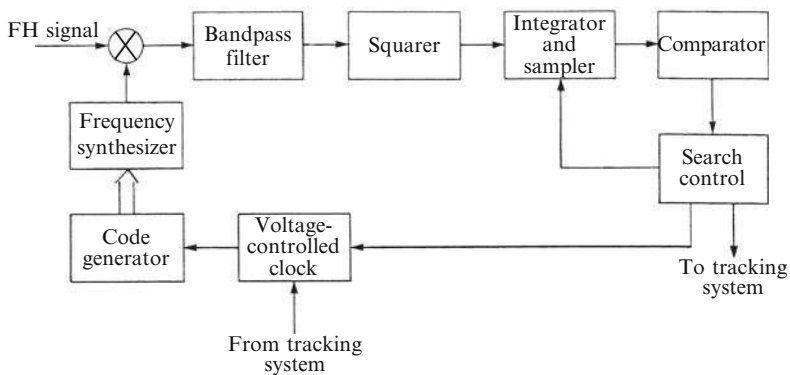 FH signal
Bandpass
filter
Squarer
Integrator
and
sampler
Comparator
Frequency
synthesizer
Search
control
Code
generator
Voltage-
controlled
clock
To tracking
system
From tracking
system